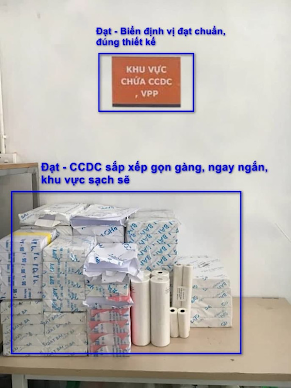 Đạt - Biển định vị đạt chuẩn,
đúng thiết kế
KHU VỰC
CHỨA CCDC
, VPP
Đạt - CCDC sắp xếp gọn gàng, ngay ngắn,
khu vực sạch sẽ